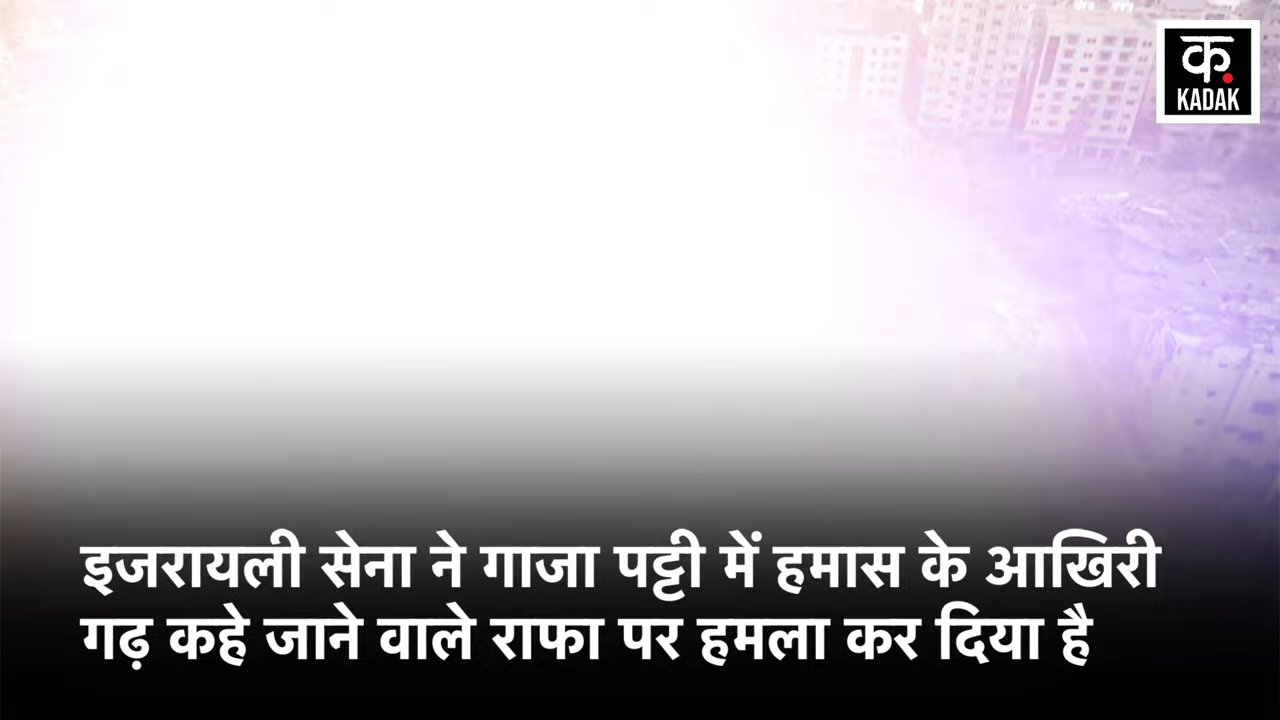 क.
KADAK
इजरायली सेना ने गाजा पट्टी में हमास के आखिरी
गढ़ कहे जाने वाले राफा पर हमला कर दिया है